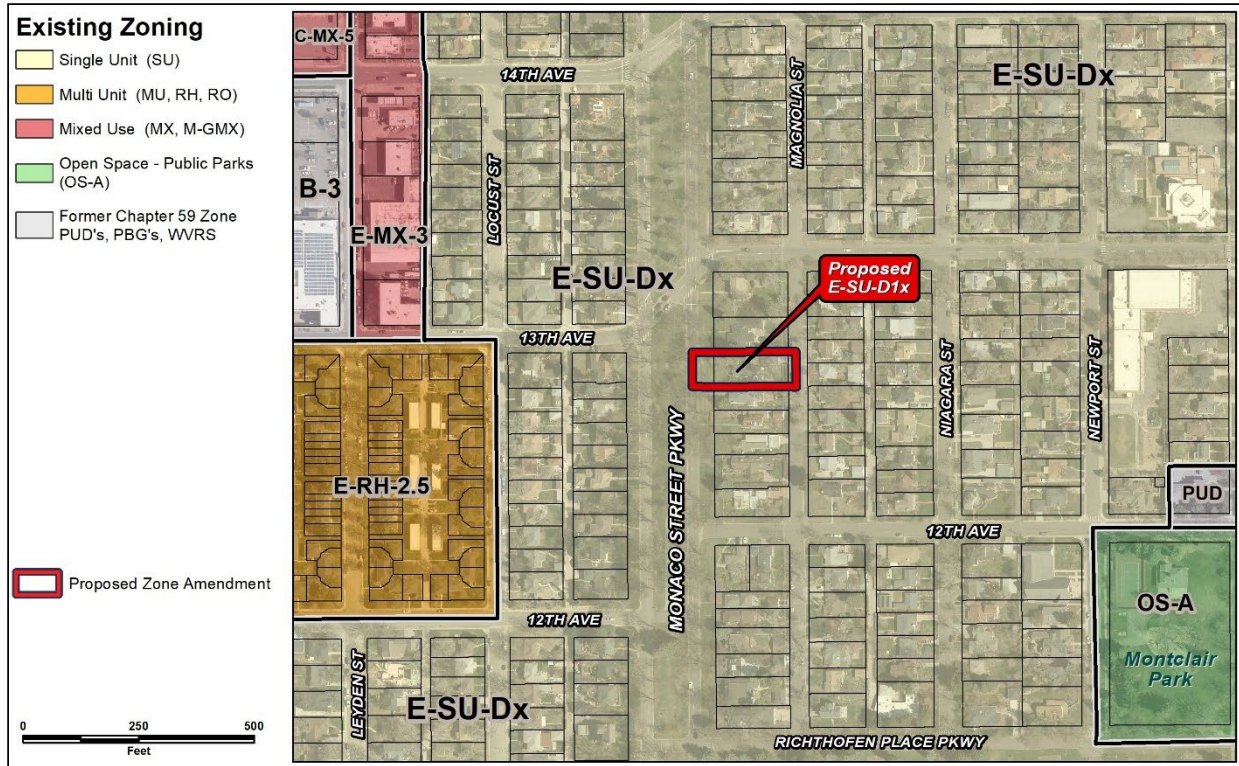 Existing Zoning
Single Unit (SU)
Multi Unit (MU, RH, RO)
Mixed Use (MX, M-GMX)
Open Space - Public Parks
(OS-A)
Former Chapter 59 Zone
PUD's, PBG's, WVRS
Proposed Zone Amendment
0 250 500
Feet
C-MX-5
14TH AVE
MAGNOLIA ST
E-SU-Dx
B-3
LOCUST ST
E-MX-3
E-SU-Dx
Proposed
E-SU-D1x
13TH AVE
NIAGARA ST
NEWPORT ST
E-RH-2.5
MONACO STREET PKWY
PUD
12TH AVE
OS-A
12TH AVE
Montclair
Park
LEYDEN ST
E-SU-Dx
RICHTHOFEN PLACE PKWY